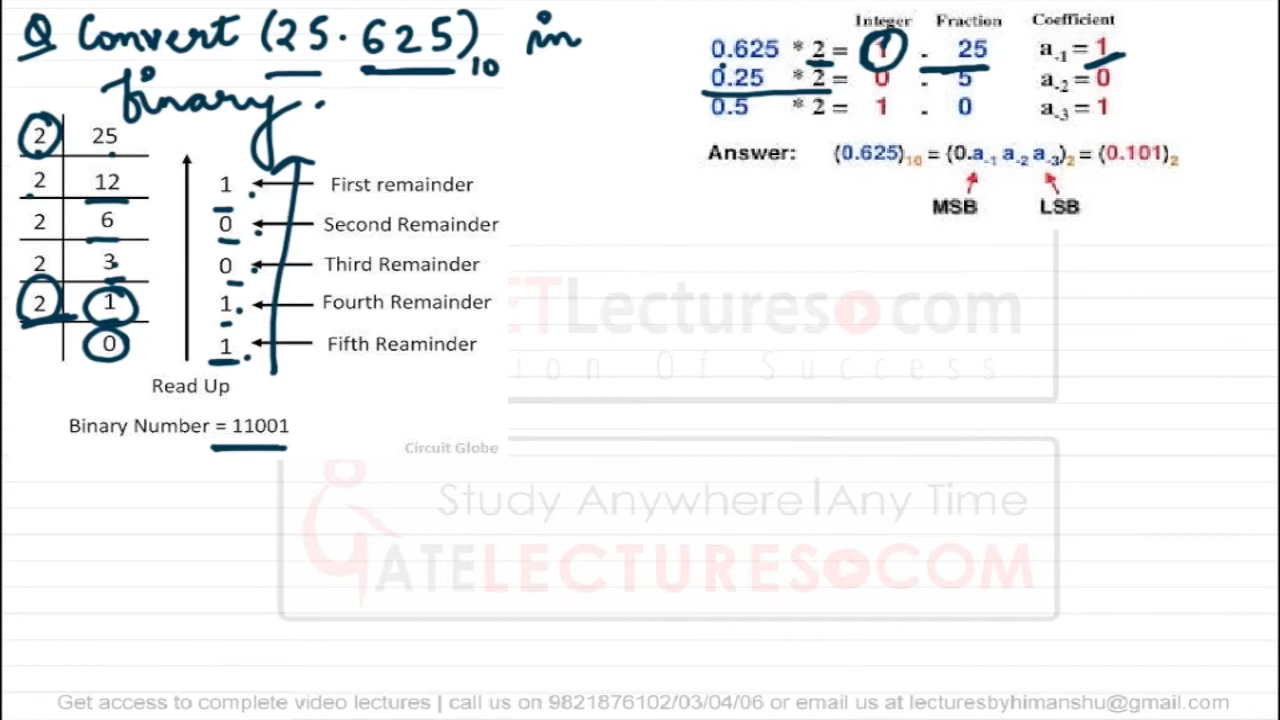 Q Convert (25.625)10 in
binary.
2 25
2 12 1 First remainder
2 6 0 Second Remainder
2 3 0 Third Remainder
2 1 1 Fourth Remainder
0 1 Fifth Reaminder
Read Up
Binary Number = 11001
Circuit Globe
Integer Fraction Coefficient
0.625 * 2 = 1 . 25 a-1 = 1
0.25 * 2 = 0 . 5 a-2 = 0
0.5 * 2 = 1 . 0 a-3 = 1
Answer: (0.625)10 = (0.a-1 a-2 a-3)2 = (0.101)2
MSB LSB
ETLectures.com
ion Of Success
Study Anywhere|Any Time
GATELECTURES.COM
Get access to complete video lectures | call us on 9821876102/03/04/06 or email us at lecturesbyhimanshu@gmail.com